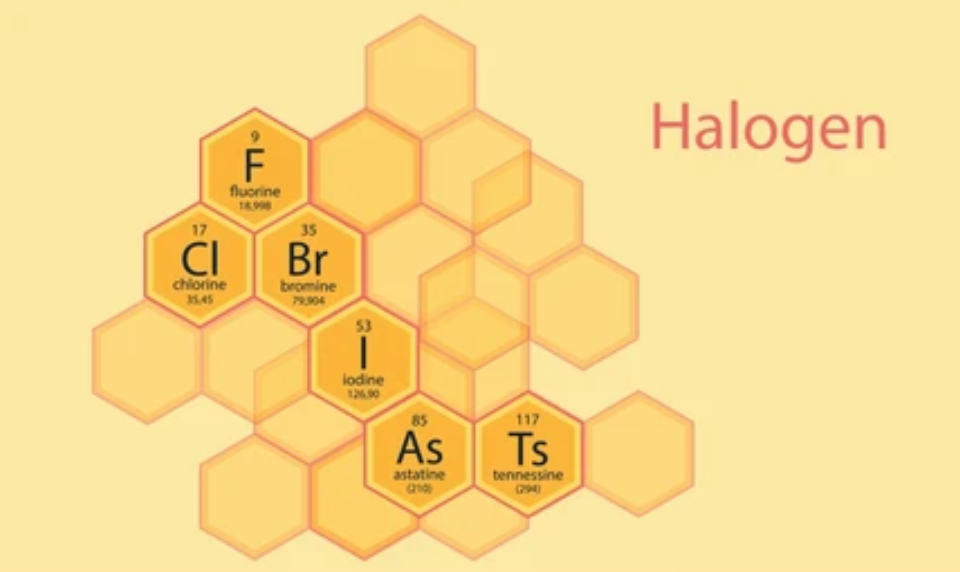 Halogen
9
F
fluorine
18,998
17
Cl
chlorine
35,45
35
Br
bromine
79,904
53
I
iodine
126,90
85
As
astatine
(210)
117
Ts
tennessine
(294)